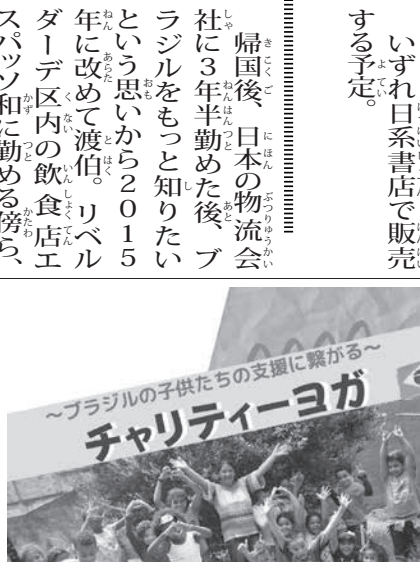 いずれ日系書店で販売
する予定。
帰国後、日本の物流会
社に3年半勤めた後、ブ
ラジルをもっと知りたい
という思いから2015
年に改めて渡伯。リベル
ダーデ区内の飲食店エ
スパッソ和に勤める傍ら、
~ブラジルの子供たちの支援に繋がる~
チャリティーヨガ